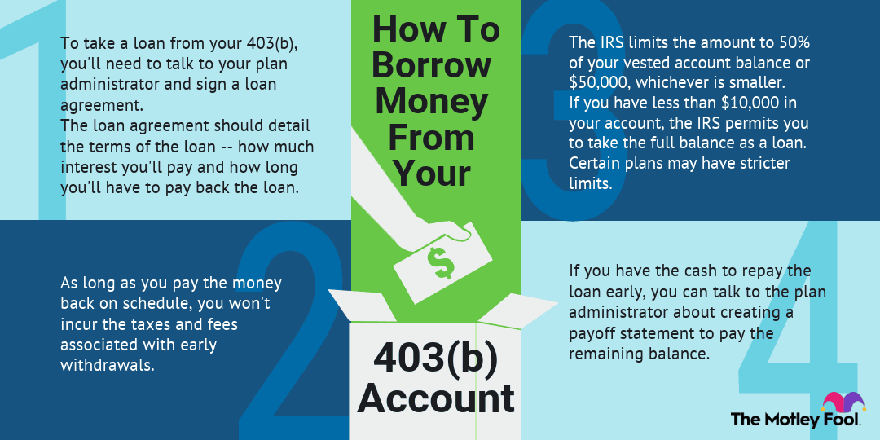 How To
Borrow
Money
From
Your
403(b)
Account
1
To take a loan from your 403(b),
you'll need to talk to your plan
administrator and sign a loan
agreement.
The loan agreement should detail
the terms of the loan -- how much
interest you'll pay and how long
you'll have to pay back the loan.
2
As long as you pay the money
back on schedule, you won't
incur the taxes and fees
associated with early
withdrawals.
3
The IRS limits the amount to 50%
of your vested account balance or
$50,000, whichever is smaller.
If you have less than $10,000 in
your account, the IRS permits you
to take the full balance as a loan.
Certain plans may have stricter
limits.
4
If you have the cash to repay the
loan early, you can talk to the plan
administrator about creating a
payoff statement to pay the
remaining balance.
$
The Motley Fool